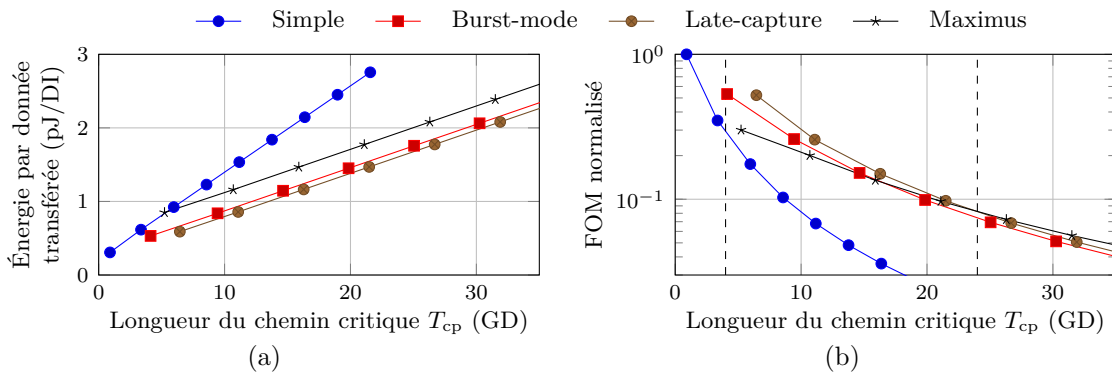 Simple Burst-mode Late-capture Maximus
Énergie par donnée
transférée (pJ/DI)
3
2
1
0
0 10 20 30
Longueur du chemin critique Tcp (GD)
(a)
FOM normalisé
10^0
10^−1
0 10 20 30
Longueur du chemin critique Tcp (GD)
(b)